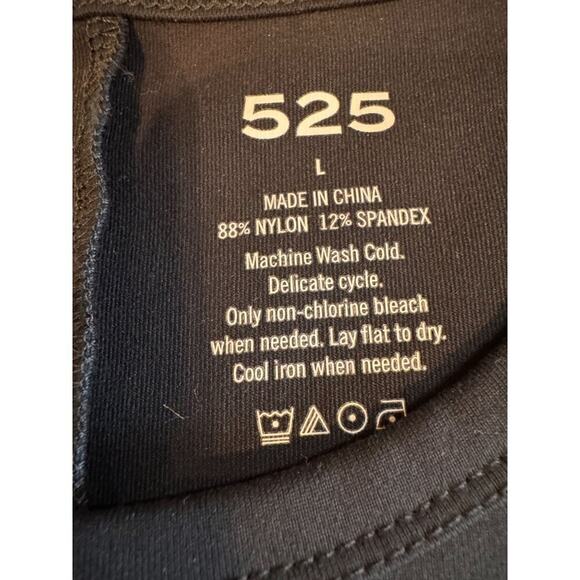 525
L
MADE IN CHINA
88% NYLON 12% SPANDEX
Machine Wash Cold.
Delicate cycle.
Only non-chlorine bleach
when needed. Lay flat to dry.
Cool iron when needed.